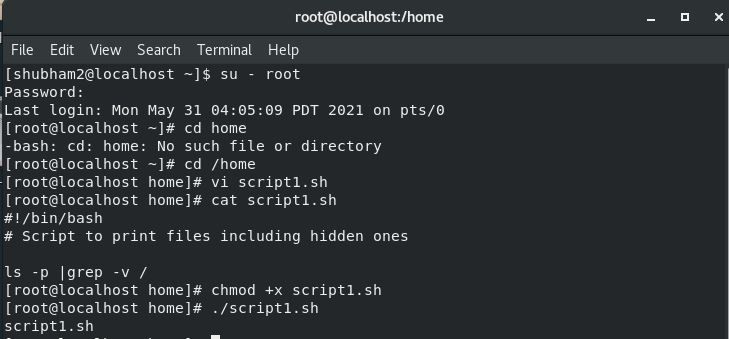 root@localhost:/home
File Edit View Search Terminal Help
[shubham2@localhost ~]$ su - root
Password:
Last login: Mon May 31 04:05:09 PDT 2021 on pts/0
[root@localhost ~]# cd home
-bash: cd: home: No such file or directory
[root@localhost ~]# cd /home
[root@localhost home]# vi script1.sh
[root@localhost home]# cat script1.sh
#!/bin/bash
# Script to print files including hidden ones
ls -p |grep -v /
[root@localhost home]# chmod +x script1.sh
[root@localhost home]# ./script1.sh
script1.sh